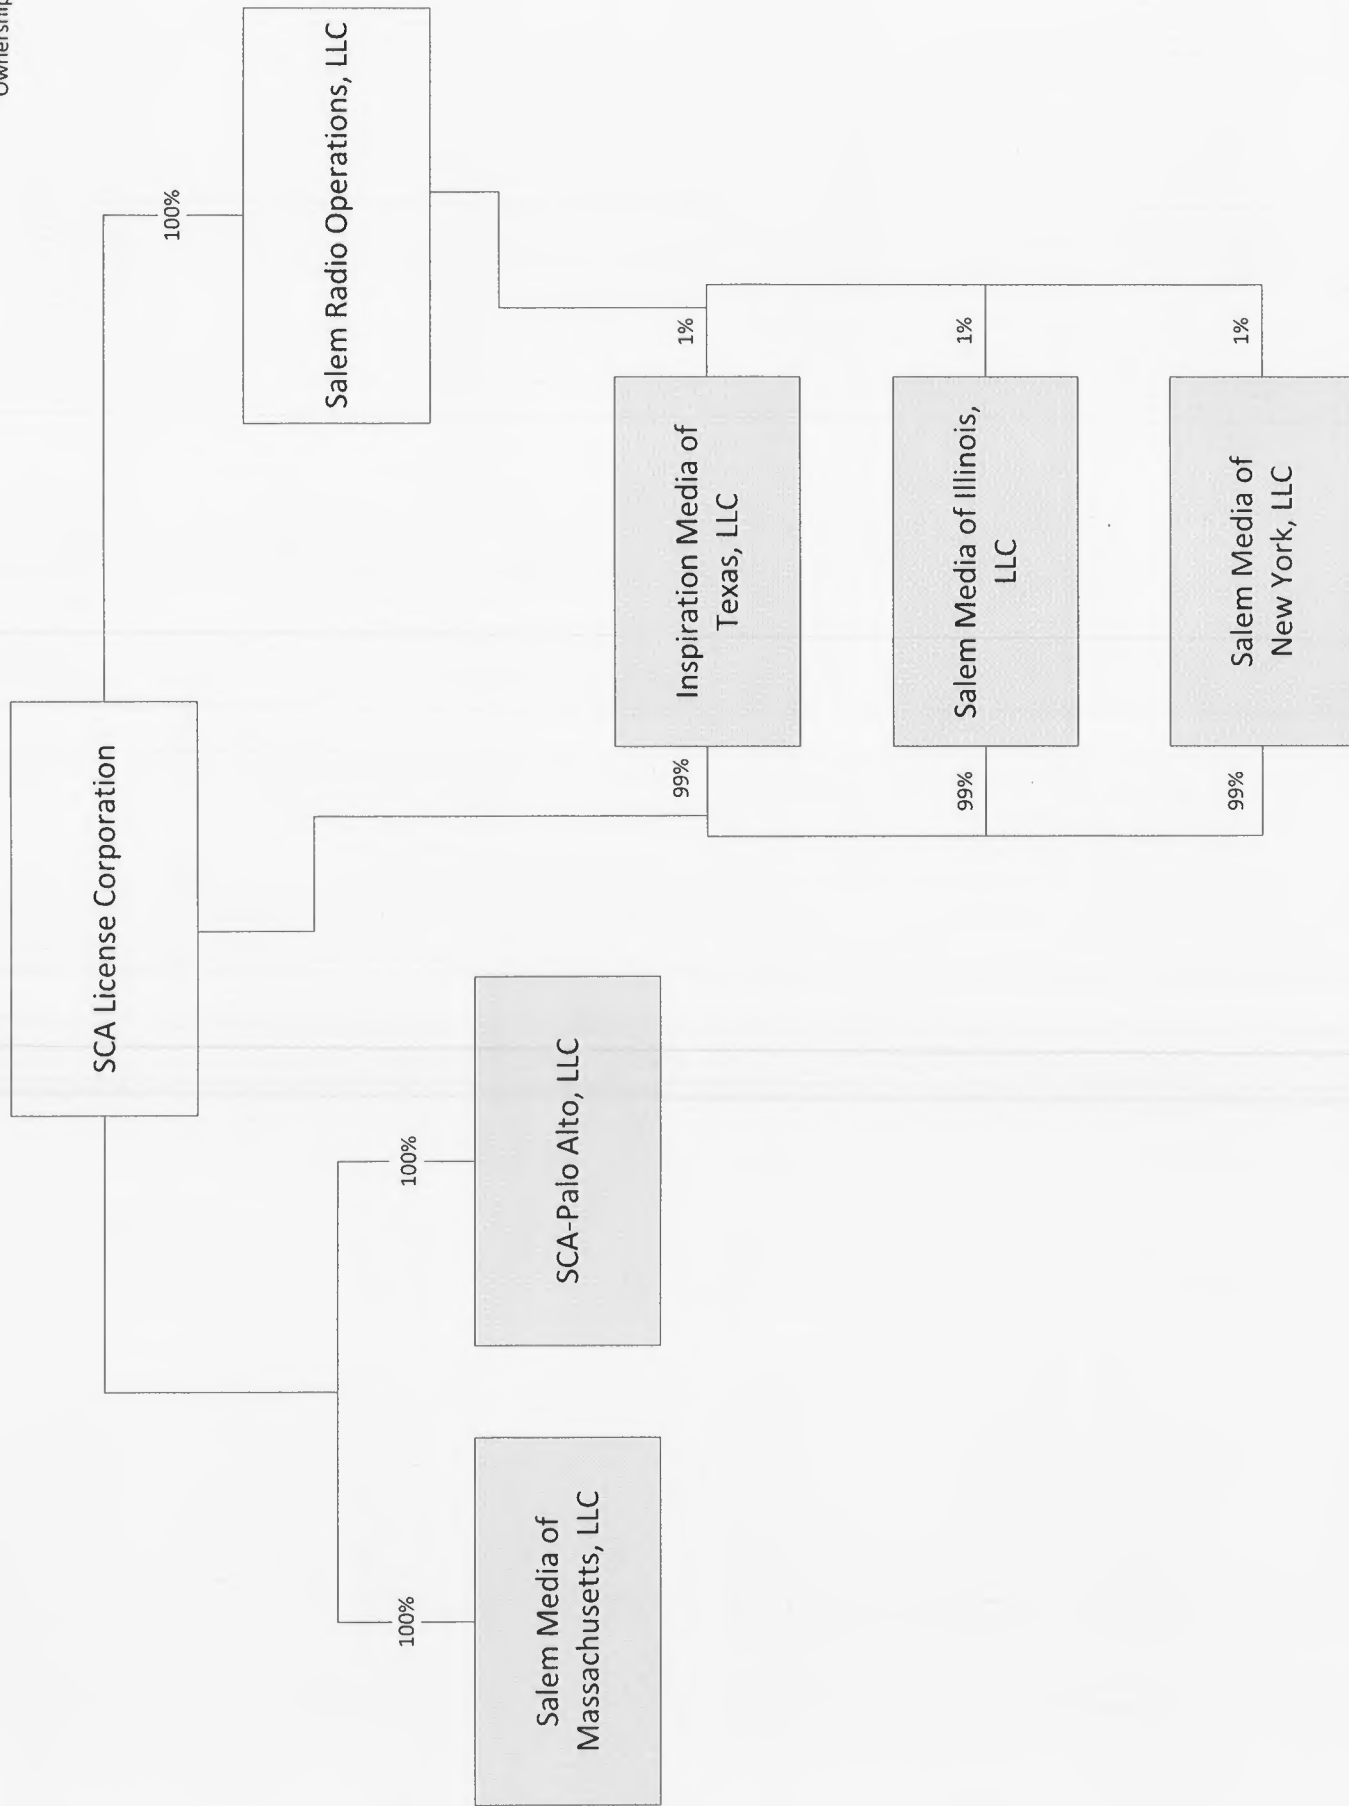 Ownership
SCA License Corporation
100%
Salem Radio Operations, LLC
100%
100%
Salem Media of
Massachusetts, LLC
SCA-Palo Alto, LLC
99%
Inspiration Media of
Texas, LLC
1%
99%
Salem Media of Illinois,
LLC
1%
99%
Salem Media of
New York, LLC
1%